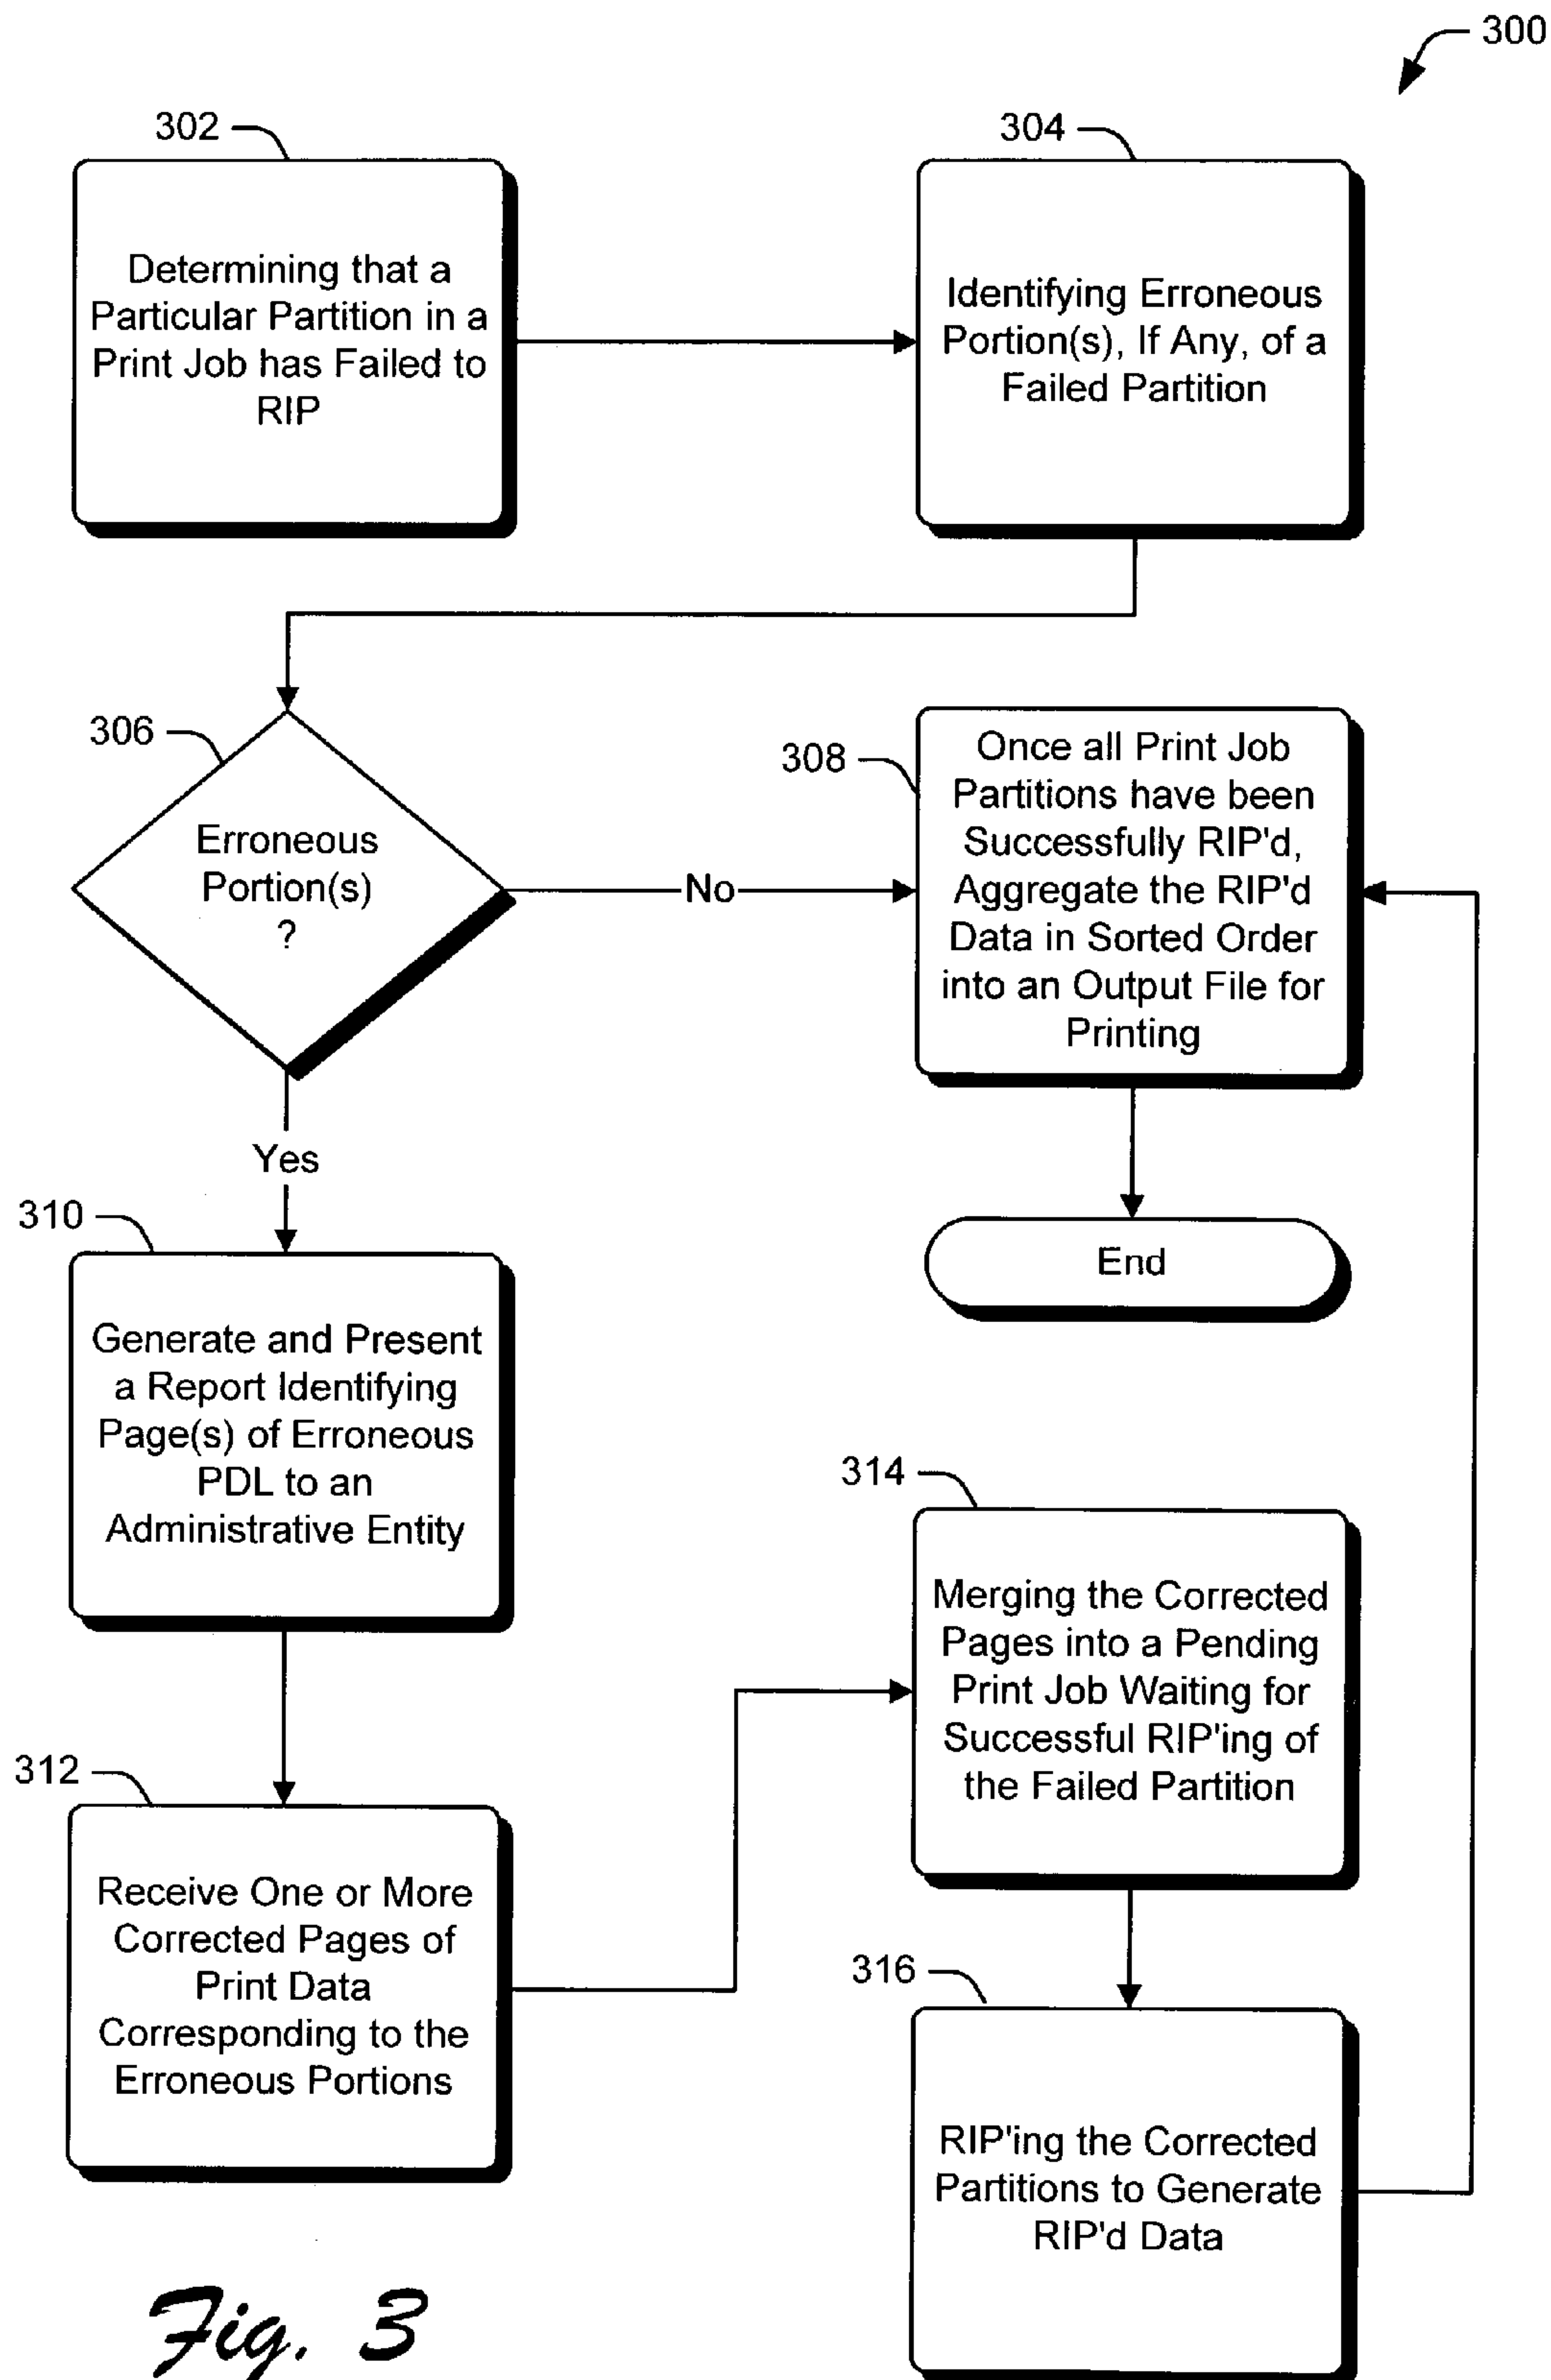 300
302
Determining that a
Particular Partition in a
Print Job has Failed to
RIP
304
Identifying Erroneous
Portion(s), If Any, of a
Failed Partition
306
Erroneous
Portion(s)
?
No
308
Once all Print Job
Partitions have been
Successfully RIP'd,
Aggregate the RIP'd
Data in Sorted Order
into an Output File for
Printing
Yes
End
310
Generate and Present
a Report Identifying
Page(s) of Erroneous
PDL to an
Administrative Entity
312
Receive One or More
Corrected Pages of
Print Data
Corresponding to the
Erroneous Portions
314
Merging the Corrected
Pages into a Pending
Print Job Waiting for
Successful RIP'ing of
the Failed Partition
316
RIP'ing the Corrected
Partitions to Generate
RIP'd Data
Fig. 3